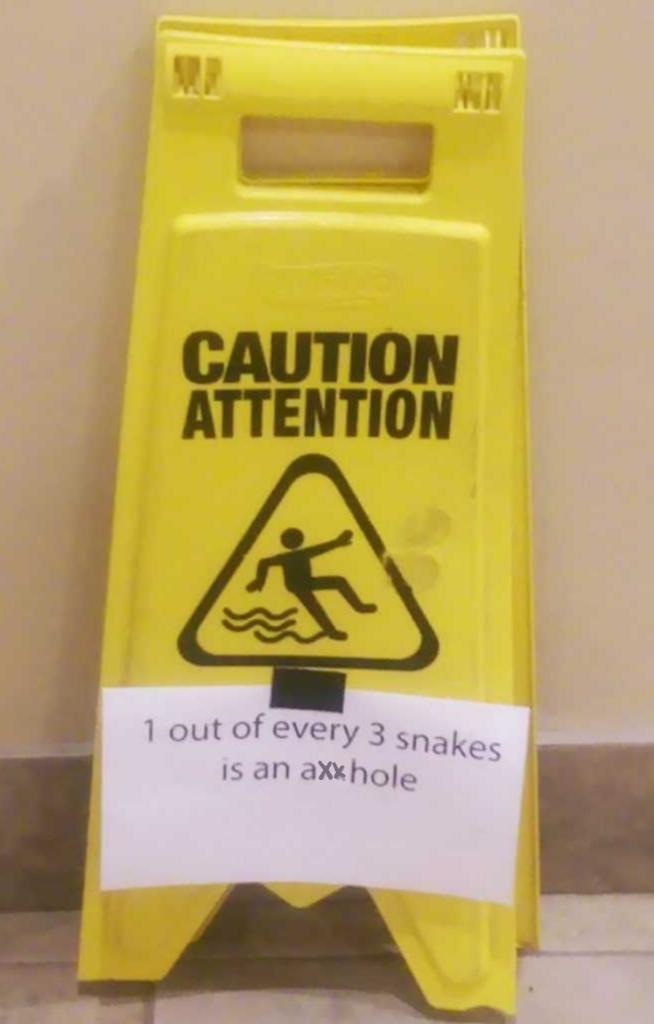 CAUTION
ATTENTION
1 out of every 3 snakes
is an aXXhole